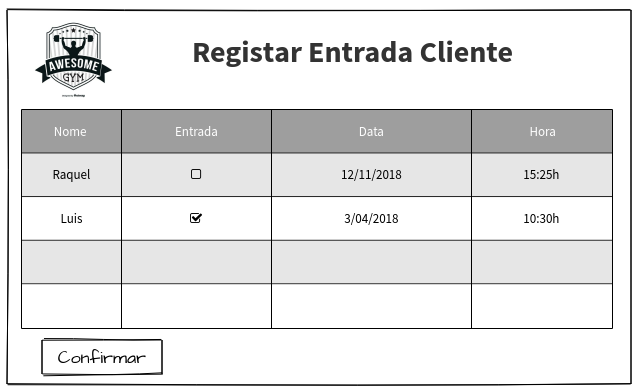 AWESOME
GYM
Registar Entrada Cliente
Nome Entrada Data Hora
Raquel 12/11/2018 15:25h
Luis 3/04/2018 10:30h
Confirmar